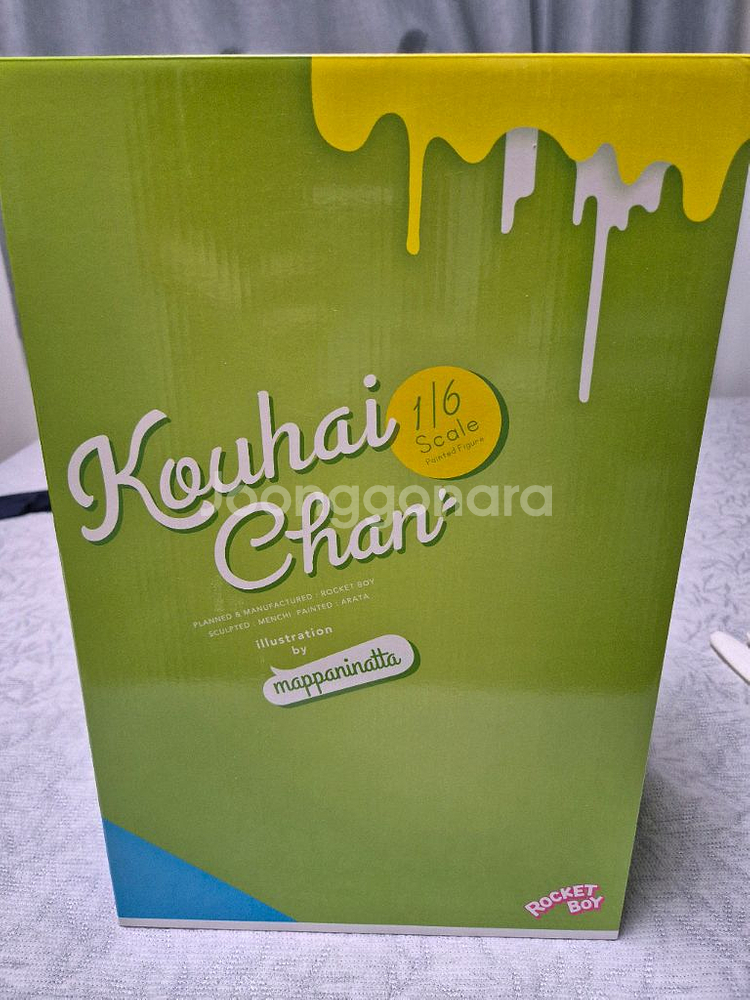 Kouhai
1/6
Scale
Painted Figure
Chan
joonggonara
PLANNED & MANUFACTURED : ROCKET BOY
SCULPTED : MENCHI PAINTED : ARATA
illustration
by
mappaninatta
ROCKET
BOY